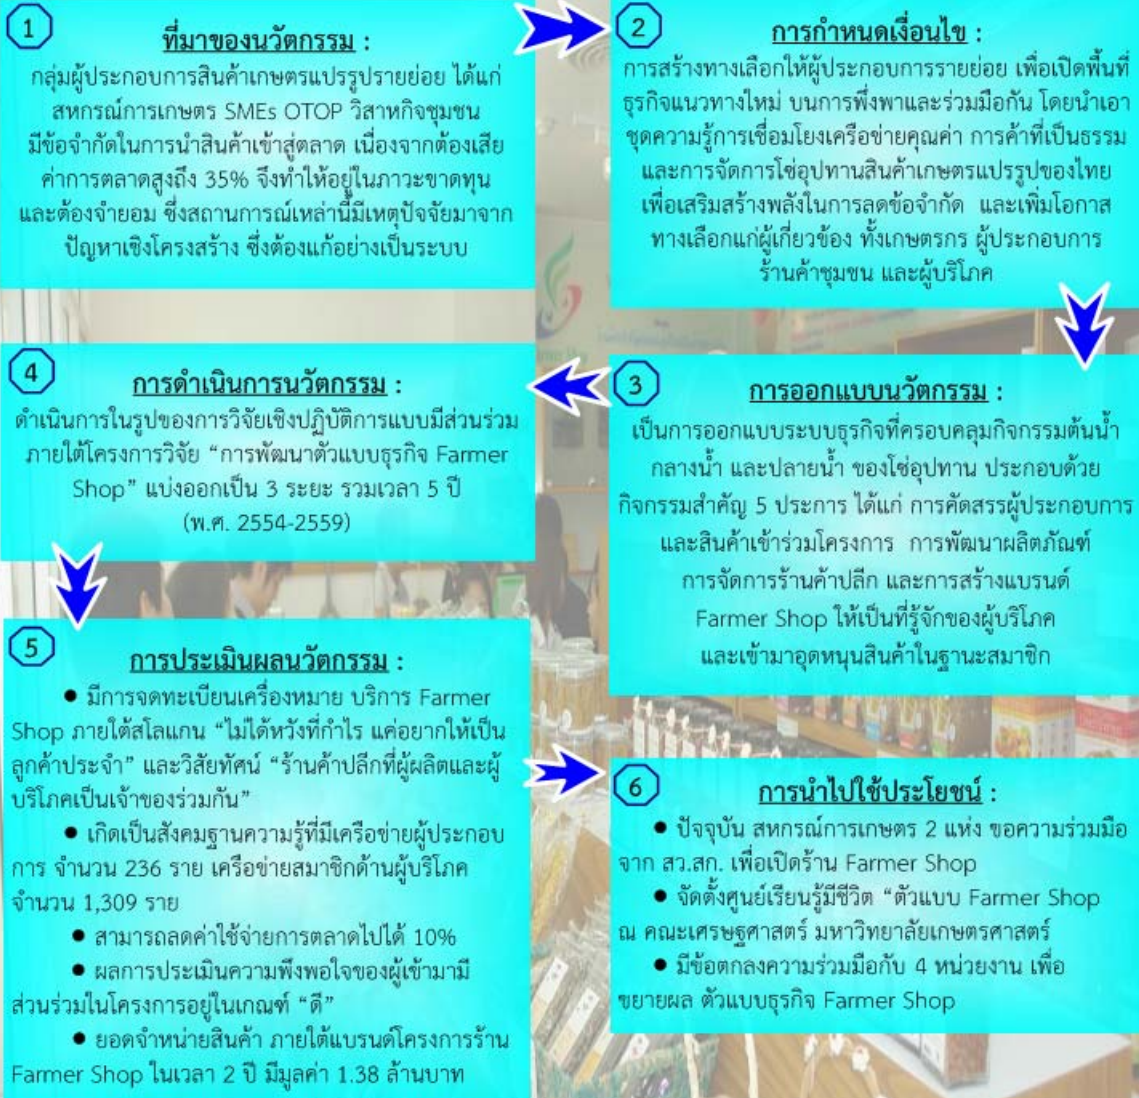 1
ที่มาของนวัตกรรม :
กลุ่มผู้ประกอบการสินค้าเกษตรแปรรูปรายย่อย ได้แก่
สหกรณ์การเกษตร SMEs OTOP วิสาหกิจชุมชน
มีข้อจำกัดในการนำสินค้าเข้าสู่ตลาด เนื่องจากต้องเสีย
ค่าการตลาดสูงถึง 35% จึงทำให้อยู่ในภาวะขาดทุน
และต้องจำยอม ซึ่งสถานการณ์เหล่านี้มีเหตุปัจจัยมาจาก
ปัญหาเชิงโครงสร้าง ซึ่งต้องแก้อย่างเป็นระบบ
2
การกำหนดเงื่อนไข :
การสร้างทางเลือกให้ผู้ประกอบการรายย่อย เพื่อเปิดพื้นที่
ธุรกิจแนวทางใหม่ บนการพึ่งพาและร่วมมือกัน โดยนำเอา
ชุดความรู้การเชื่อมโยงเครือข่ายคุณค่า การค้าที่เป็นธรรม
และการจัดการโซ่อุปทานสินค้าเกษตรแปรรูปของไทย
เพื่อเสริมสร้างพลังในการลดข้อจำกัด และเพิ่มโอกาส
ทางเลือกแก่ผู้เกี่ยวข้อง ทั้งเกษตรกร ผู้ประกอบการ
ร้านค้าชุมชน และผู้บริโภค
3
การออกแบบนวัตกรรม :
เป็นการออกแบบระบบธุรกิจที่ครอบคลุมกิจกรรมต้นน้ำ
กลางน้ำ และปลายน้ำ ของโซ่อุปทาน ประกอบด้วย
กิจกรรมสำคัญ 5 ประการ ได้แก่ การคัดสรรผู้ประกอบการ
และสินค้าเข้าร่วมโครงการ การพัฒนาผลิตภัณฑ์
การจัดการร้านค้าปลีก และการสร้างแบรนด์
Farmer Shop ให้เป็นที่รู้จักของผู้บริโภค
และเข้ามาอุดหนุนสินค้าในฐานะสมาชิก
4
การดำเนินการนวัตกรรม :
ดำเนินการในรูปของการวิจัยเชิงปฏิบัติการแบบมีส่วนร่วม
ภายใต้โครงการวิจัย “การพัฒนาตัวแบบธุรกิจ Farmer
Shop” แบ่งออกเป็น 3 ระยะ รวมเวลา 5 ปี
(พ.ศ. 2554-2559)
5
การประเมินผลนวัตกรรม :
● มีการจดทะเบียนเครื่องหมาย บริการ Farmer
Shop ภายใต้สโลแกน “ไม่ได้หวังที่กำไร แค่อยากให้เป็น
ลูกค้าประจำ” และวิสัยทัศน์ “ร้านค้าปลีกที่ผู้ผลิตและผู้
บริโภคเป็นเจ้าของร่วมกัน”
● เกิดเป็นสังคมฐานความรู้ที่มีเครือข่ายผู้ประกอบ
การ จำนวน 236 ราย เครือข่ายสมาชิกด้านผู้บริโภค
จำนวน 1,309 ราย
● สามารถลดค่าใช้จ่ายการตลาดไปได้ 10%
● ผลการประเมินความพึงพอใจของผู้เข้ามามี
ส่วนร่วมในโครงการอยู่ในเกณฑ์ “ดี”
● ยอดจำหน่ายสินค้า ภายใต้แบรนด์โครงการร้าน
Farmer Shop ในเวลา 2 ปี มีมูลค่า 1.38 ล้านบาท
6
การนำไปใช้ประโยชน์ :
● ปัจจุบัน สหกรณ์การเกษตร 2 แห่ง ขอความร่วมมือ
จาก สว.สก. เพื่อเปิดร้าน Farmer Shop
● จัดตั้งศูนย์เรียนรู้มีชีวิต “ตัวแบบ Farmer Shop
ณ คณะเศรษฐศาสตร์ มหาวิทยาลัยเกษตรศาสตร์
● มีข้อตกลงความร่วมมือกับ 4 หน่วยงาน เพื่อ
ขยายผล ตัวแบบธุรกิจ Farmer Shop